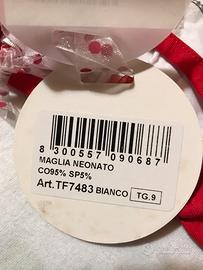 8 300557 090687
MAGLIA NEONATO
CO95% SP5%
Art.TF7483 BIANCO TG.9